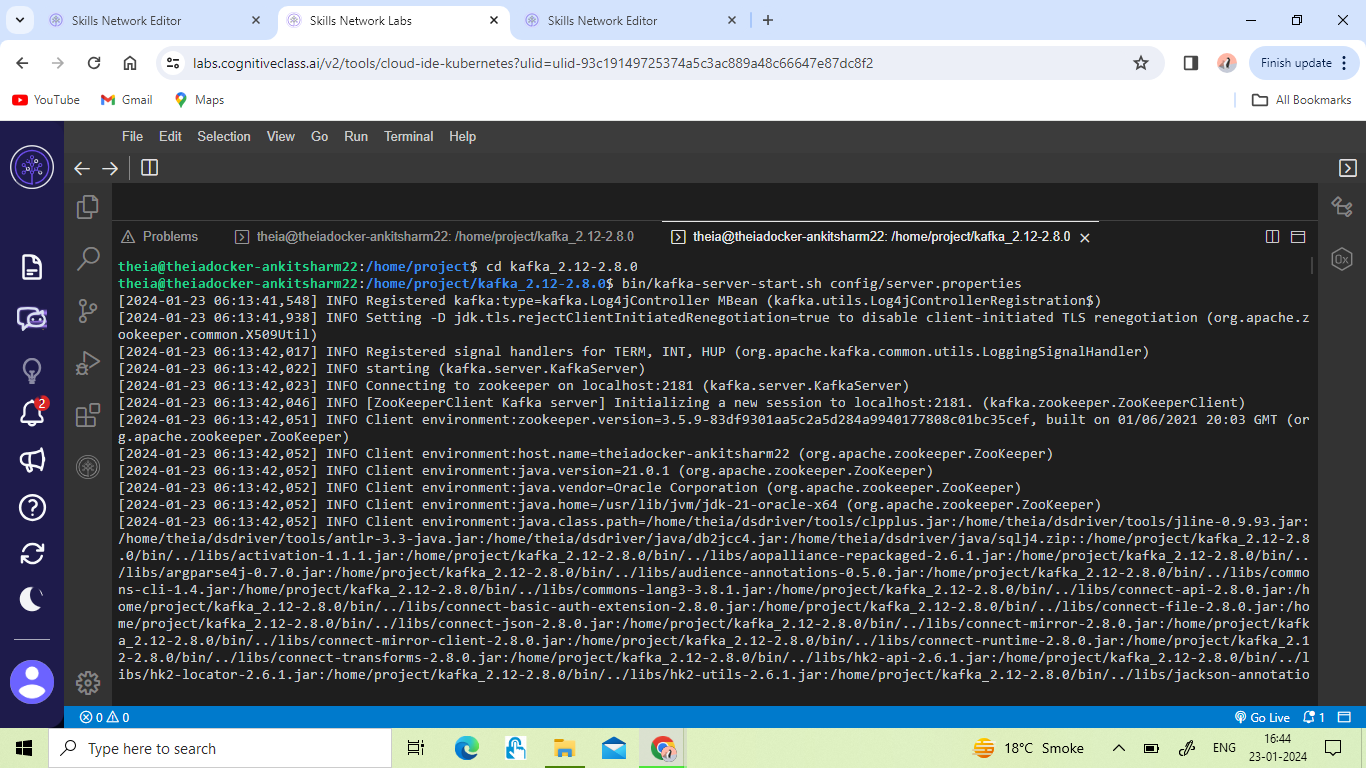 Skills Network Editor
Skills Network Labs
Skills Network Editor
labs.cognitiveclass.ai/v2/tools/cloud-ide-kubernetes?ulid=ulid-93c19149725374a5c3ac889a48c66647e87dc8f2
Finish update
YouTube
Gmail
Maps
All Bookmarks
File Edit Selection View Go Run Terminal Help
Problems
theia@theiadocker-ankitsharm22: /home/project/kafka_2.12-2.8.0
theia@theiadocker-ankitsharm22: /home/project/kafka_2.12-2.8.0
theia@theiadocker-ankitsharm22:/home/project$ cd kafka_2.12-2.8.0
theia@theiadocker-ankitsharm22:/home/project/kafka_2.12-2.8.0$ bin/kafka-server-start.sh config/server.properties
[2024-01-23 06:13:41,548] INFO Registered kafka:type=kafka.Log4jController MBean (kafka.utils.Log4jControllerRegistration$)
[2024-01-23 06:13:41,938] INFO Setting -D jdk.tls.rejectClientInitiatedRenegotiation=true to disable client-initiated TLS renegotiation (org.apache.z
ookeeper.common.X509Util)
[2024-01-23 06:13:42,017] INFO Registered signal handlers for TERM, INT, HUP (org.apache.kafka.common.utils.LoggingSignalHandler)
[2024-01-23 06:13:42,022] INFO starting (kafka.server.KafkaServer)
[2024-01-23 06:13:42,023] INFO Connecting to zookeeper on localhost:2181 (kafka.server.KafkaServer)
[2024-01-23 06:13:42,046] INFO [ZooKeeperClient Kafka server] Initializing a new session to localhost:2181. (kafka.zookeeper.ZooKeeperClient)
[2024-01-23 06:13:42,051] INFO Client environment:zookeeper.version=3.5.9-83df9301aa5c2a5d284a9940177808c01bc35cef, built on 01/06/2021 20:03 GMT (or
g.apache.zookeeper.ZooKeeper)
[2024-01-23 06:13:42,052] INFO Client environment:host.name=theiadocker-ankitsharm22 (org.apache.zookeeper.ZooKeeper)
[2024-01-23 06:13:42,052] INFO Client environment:java.version=21.0.1 (org.apache.zookeeper.ZooKeeper)
[2024-01-23 06:13:42,052] INFO Client environment:java.vendor=Oracle Corporation (org.apache.zookeeper.ZooKeeper)
[2024-01-23 06:13:42,052] INFO Client environment:java.home=/usr/lib/jvm/jdk-21-oracle-x64 (org.apache.zookeeper.ZooKeeper)
[2024-01-23 06:13:42,052] INFO Client environment:java.class.path=/home/theia/dsdriver/tools/clpplus.jar:/home/theia/dsdriver/tools/jline-0.9.93.jar:
/home/theia/dsdriver/tools/antlr-3.3-java.jar:/home/theia/dsdriver/java/db2jcc4.jar:/home/theia/dsdriver/java/sqlj4.zip::/home/project/kafka_2.12-2.8
.0/bin/../libs/activation-1.1.1.jar:/home/project/kafka_2.12-2.8.0/bin/../libs/aopalliance-repackaged-2.6.1.jar:/home/project/kafka_2.12-2.8.0/bin/..
/libs/argparse4j-0.7.0.jar:/home/project/kafka_2.12-2.8.0/bin/../libs/audience-annotations-0.5.0.jar:/home/project/kafka_2.12-2.8.0/bin/../libs/commo
ns-cli-1.4.jar:/home/project/kafka_2.12-2.8.0/bin/../libs/commons-lang3-3.8.1.jar:/home/project/kafka_2.12-2.8.0/bin/../libs/connect-api-2.8.0.jar:/h
ome/project/kafka_2.12-2.8.0/bin/../libs/connect-basic-auth-extension-2.8.0.jar:/home/project/kafka_2.12-2.8.0/bin/../libs/connect-file-2.8.0.jar:/ho
me/project/kafka_2.12-2.8.0/bin/../libs/connect-json-2.8.0.jar:/home/project/kafka_2.12-2.8.0/bin/../libs/connect-mirror-2.8.0.jar:/home/project/kafk
a_2.12-2.8.0/bin/../libs/connect-mirror-client-2.8.0.jar:/home/project/kafka_2.12-2.8.0/bin/../libs/connect-runtime-2.8.0.jar:/home/project/kafka_2.1
2-2.8.0/bin/../libs/connect-transforms-2.8.0.jar:/home/project/kafka_2.12-2.8.0/bin/../libs/hk2-api-2.6.1.jar:/home/project/kafka_2.12-2.8.0/bin/../l
ibs/hk2-locator-2.6.1.jar:/home/project/kafka_2.12-2.8.0/bin/../libs/hk2-utils-2.6.1.jar:/home/project/kafka_2.12-2.8.0/bin/../libs/jackson-annotatio
2
0x
0 0
Go Live
1
Type here to search
18°C Smoke
ENG
16:44
23-01-2024